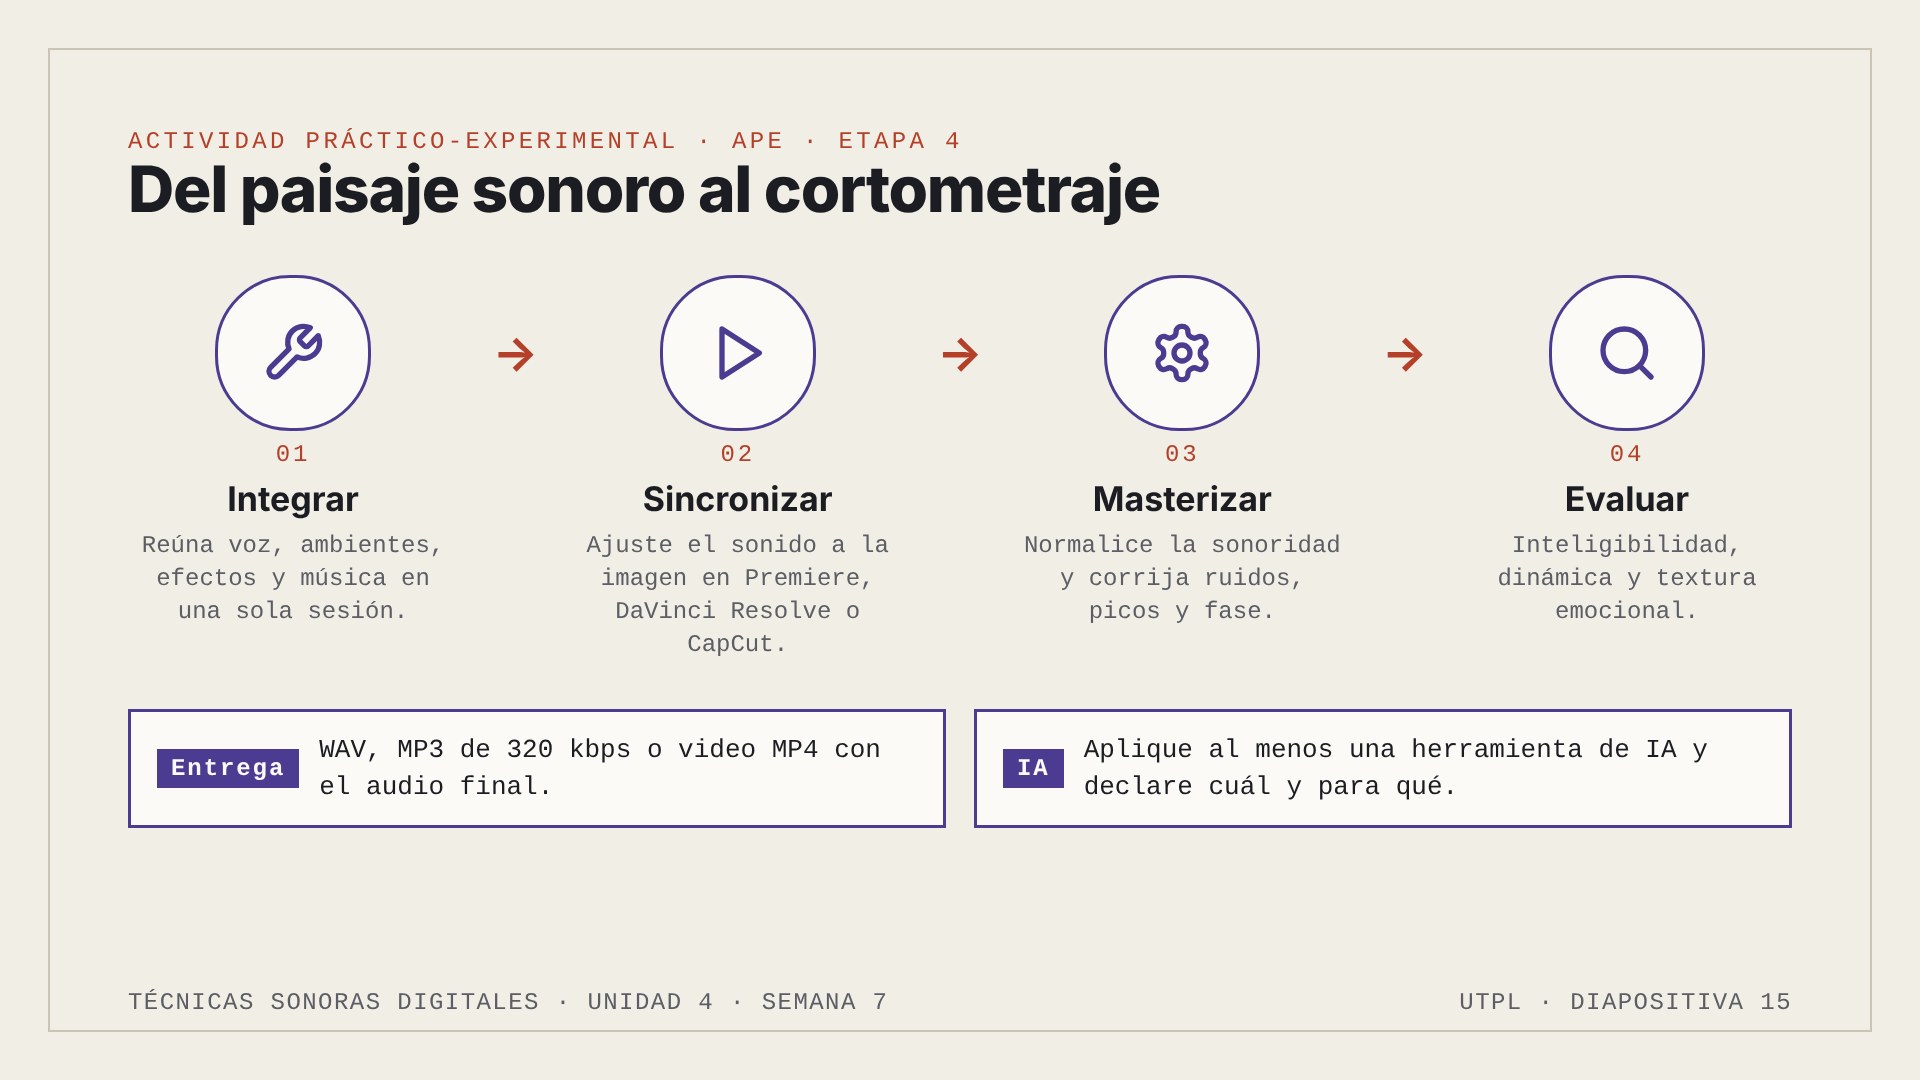 ACTIVIDAD PRÁCTICO-EXPERIMENTAL · APE · ETAPA 4
Del paisaje sonoro al cortometraje
01
Integrar
Reúna voz, ambientes,
efectos y música en
una sola sesión.
02
Sincronizar
Ajuste el sonido a la
imagen en Premiere,
DaVinci Resolve o
CapCut.
03
Masterizar
Normalice la sonoridad
y corrija ruidos,
picos y fase.
04
Evaluar
Inteligibilidad,
dinámica y textura
emocional.
Entrega
WAV, MP3 de 320 kbps o video MP4 con
el audio final.
IA
Aplique al menos una herramienta de IA y
declare cuál y para qué.
TÉCNICAS SONORAS DIGITALES · UNIDAD 4 · SEMANA 7
UTPL · DIAPOSITIVA 15